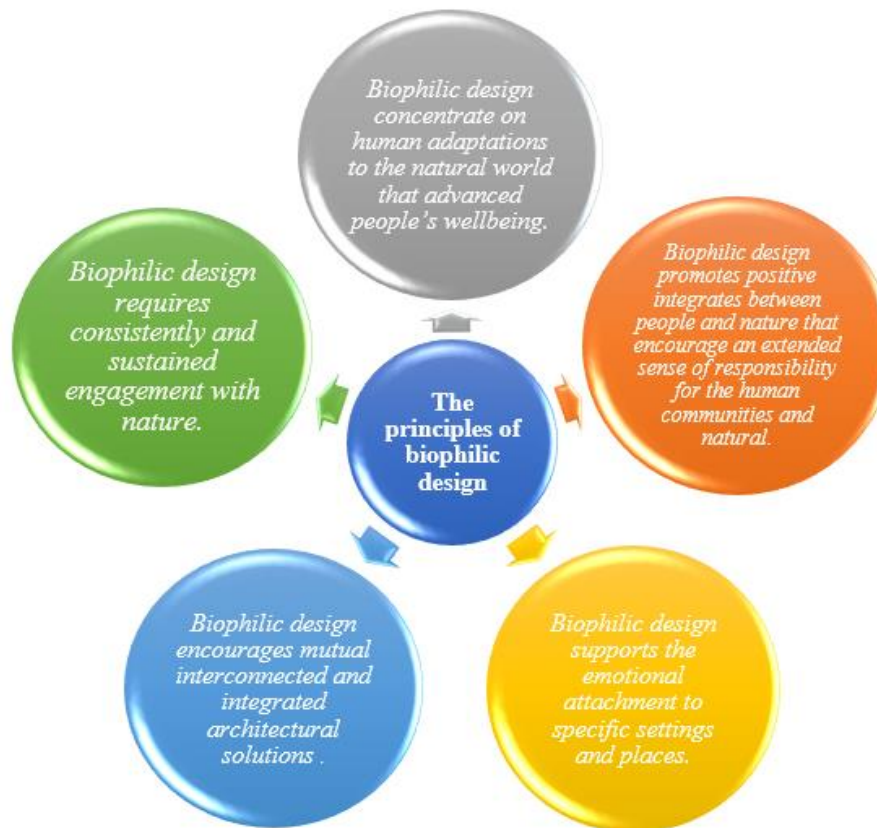 Biophilic design
concentrate on
human adaptations
to the natural world
that advanced
people's wellbeing.
Biophilic design
promotes positive
integrates between
people and nature that
encourage an extended
sense of responsibility
for the human
communities and
natural.
Biophilic design
requires
consistently and
sustained
engagement with
nature.
The
principles of
biophilic
design
Biophilic design
encourages mutual
interconnected and
integrated
architectural
solutions .
Biophilic design
supports the
emotional
attachment to
specific settings
and places.